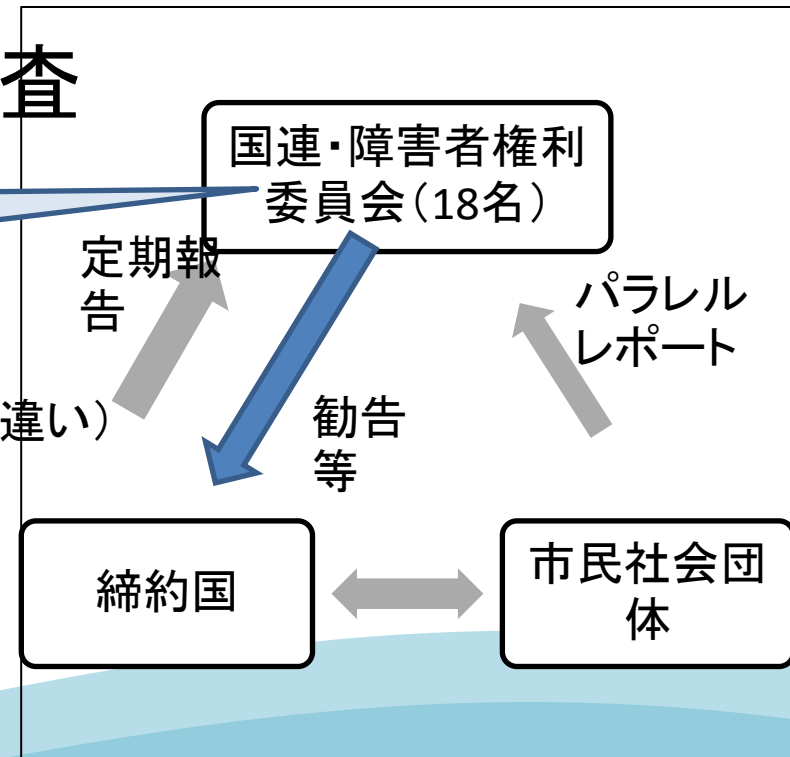 査
国連・障害者権利
委員会（18名）
定期報
告
パラレル
レポート
違い）
勧告
等
締約国
市民社会団
体